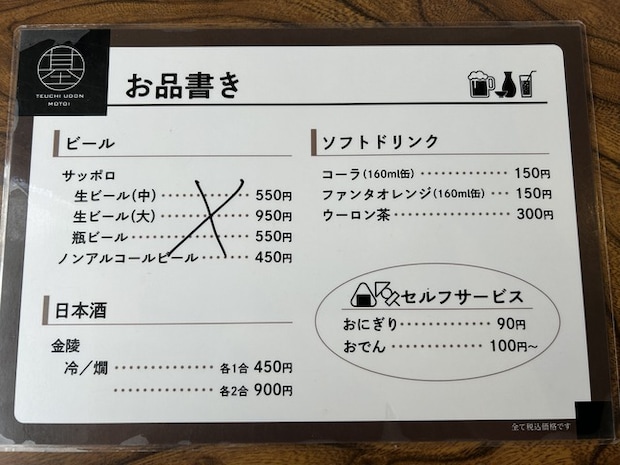 基
TEUCHI UDON
MOTOI
お品書き
ビール
サッポロ
生ビール(中) 550円
生ビール(大) 950円
瓶ビール 550円
ノンアルコールビール 450円
日本酒
金陵
冷／燗 各1合 450円
各2合 900円
ソフトドリンク
コーラ(160ml缶) 150円
ファンタオレンジ(160ml缶) 150円
ウーロン茶 300円
セルフサービス
おにぎり 90円
おでん 100円〜
全て税込価格です